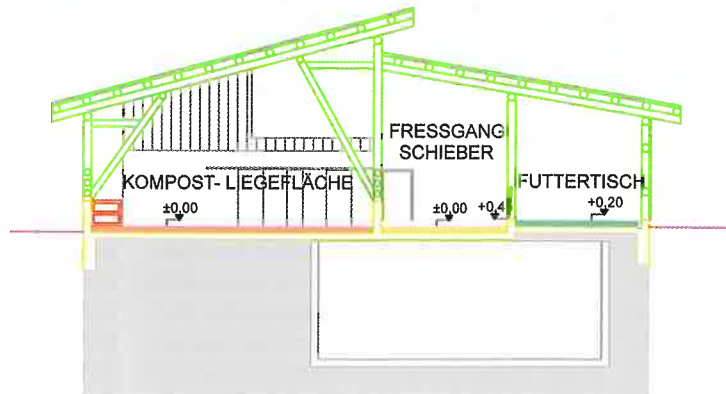 FRESSGANG
SCHIEBER
KOMPOST- LIEGEFLÄCHE
FUTTERTISCH
±0,00
±0,00
+0,4
+0,20